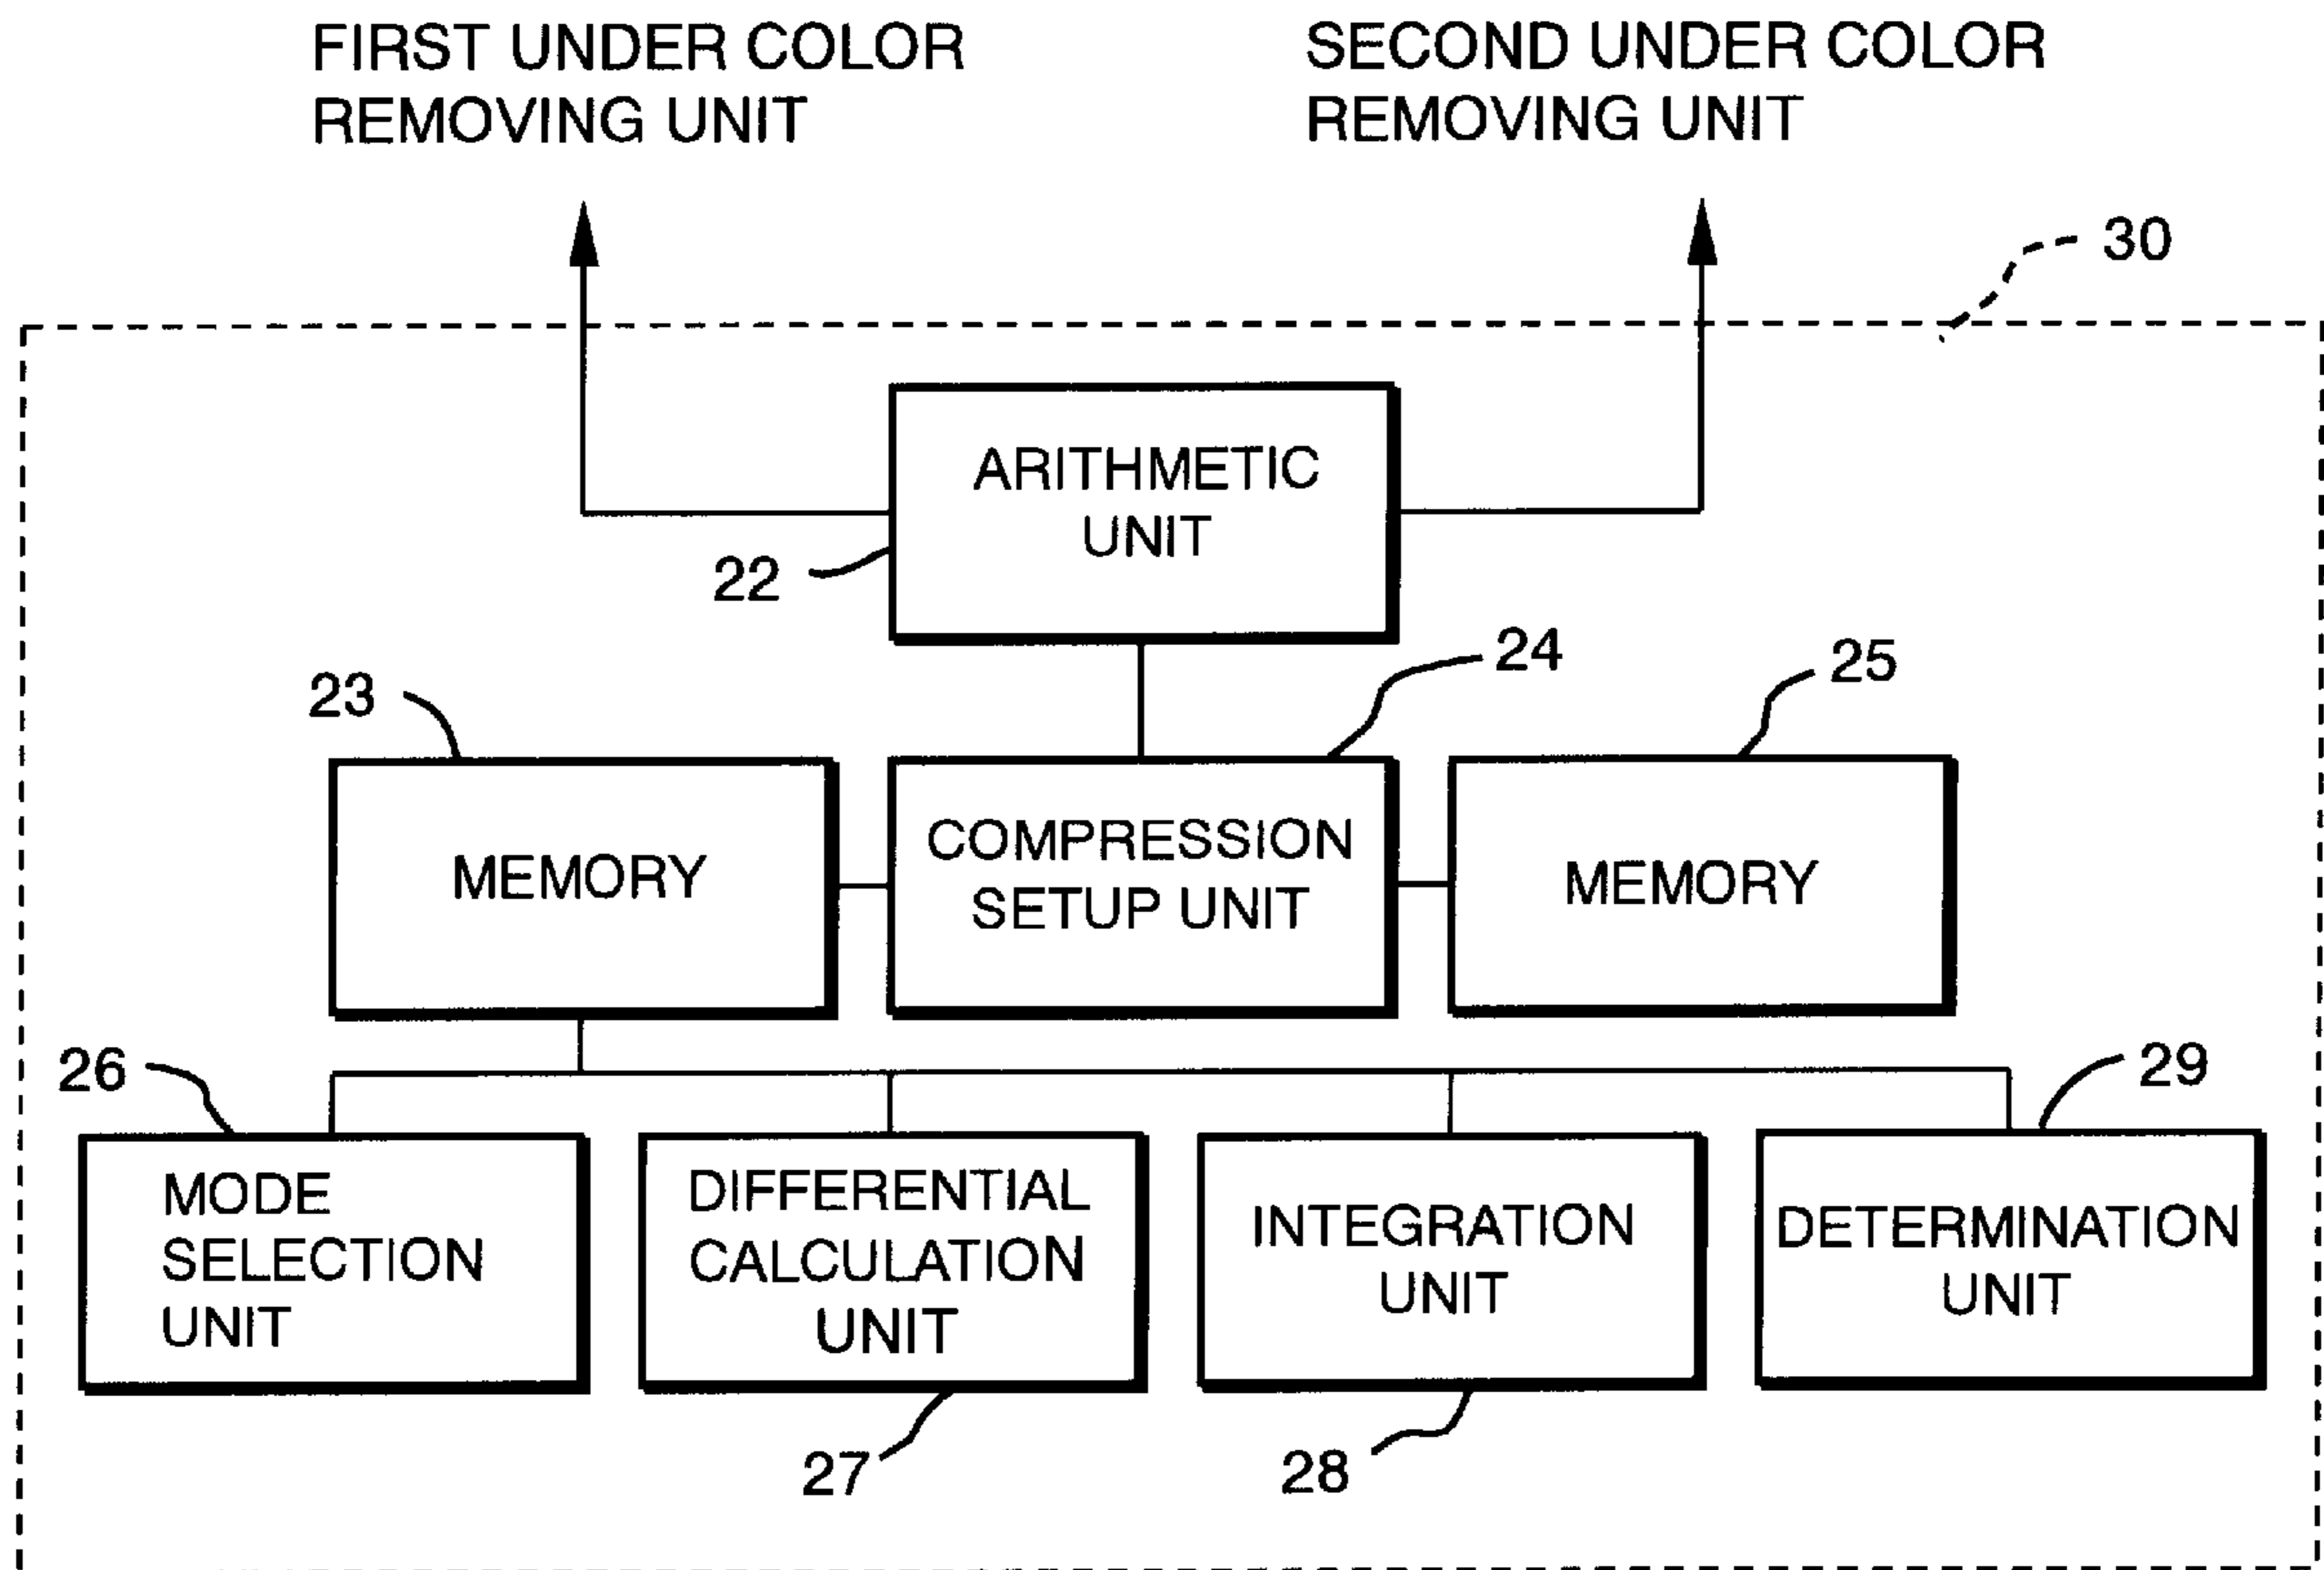 FIRST UNDER COLOR
REMOVING UNIT
SECOND UNDER COLOR
REMOVING UNIT
30
ARITHMETIC
UNIT
22
24
25
23
MEMORY
COMPRESSION
SETUP UNIT
MEMORY
26
29
MODE
SELECTION
UNIT
DIFFERENTIAL
CALCULATION
UNIT
INTEGRATION
UNIT
DETERMINATION
UNIT
27
28